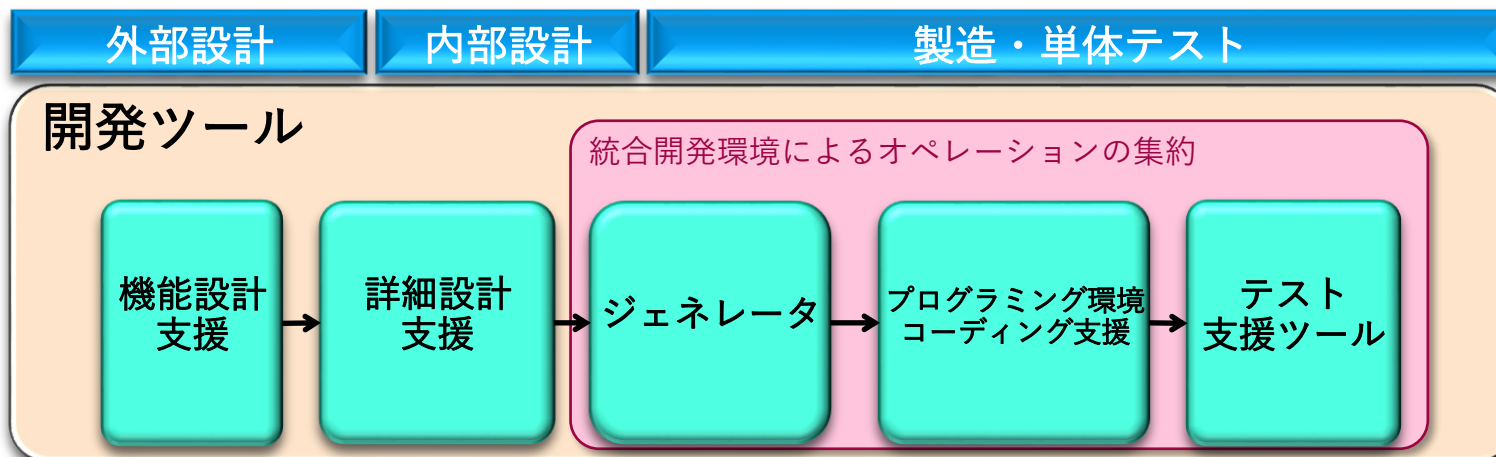 外部設計
内部設計
製造・単体テスト
開発ツール
統合開発環境によるオペレーションの集約
機能設計
支援
詳細設計
支援
ジェネレータ
プログラミング環境
コーディング支援
テスト
支援ツール